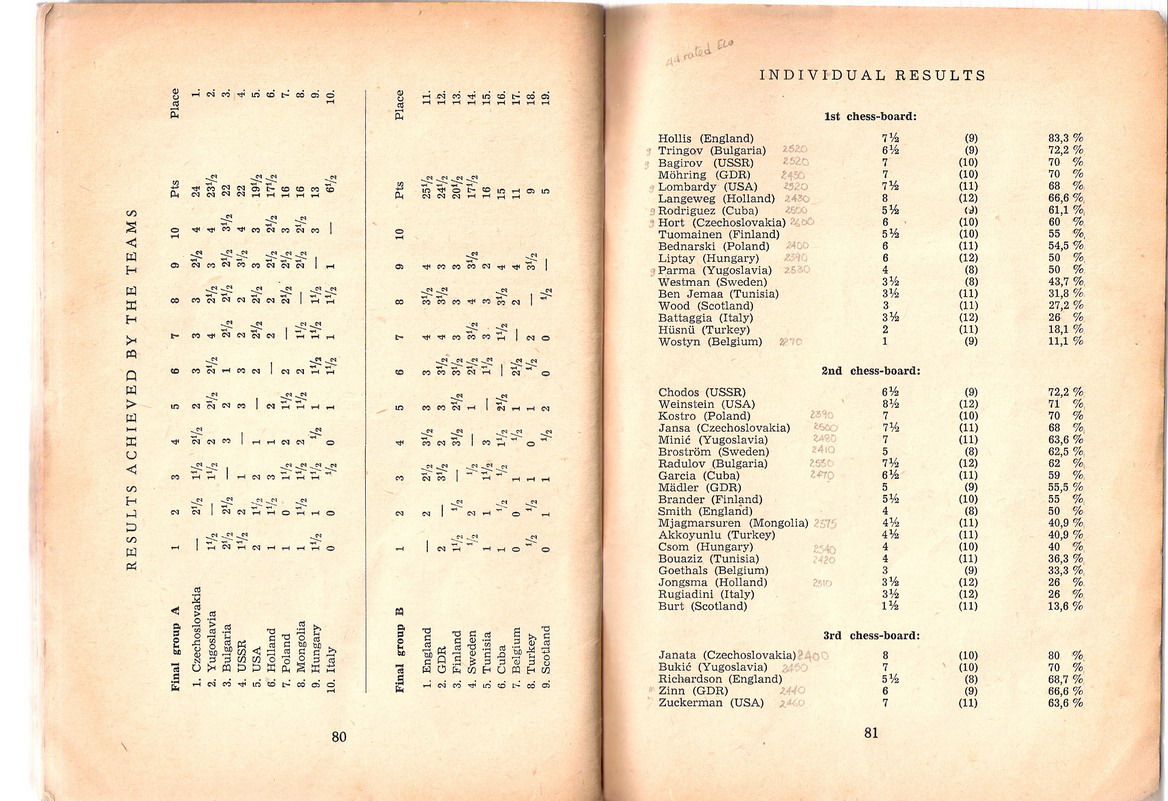 RESULTS ACHIEVED BY THE TEAMS
Final group A 1 2 3 4 5 6 7 8 9 10 Pts Place
1. Czechoslovakia — 2½ 1½ 2½ 2 3 3 3 2½ 4 24 1.
2. Yugoslavia 1½ — 1½ 2 2½ 2½ 4 2½ 3 4 23½ 2.
3. Bulgaria 2½ 2½ — 3 2 1 2½ 2½ 2½ 3½ 22 3.
4. USSR 1½ 2 1 — 3 3 2 2 3½ 4 22 4.
5. USA 2 1½ 2 1 — 2 2½ 2½ 3 3 19½ 5.
6. Holland 1 1½ 3 1 2 — 2 2 2½ 2½ 17½ 6.
7. Poland 1 0 1½ 2 1½ 2 — 2½ 2½ 3 16 7.
8. Mongolia 1 1½ 1½ 2 1½ 2 1½ — 2½ 2½ 16 8.
9. Hungary 1½ 1 1½ ½ 1 1½ 1½ 1½ — 3 13 9.
10. Italy 0 0 ½ 0 1 1½ 1 1½ 1 — 6½ 10.
Final group B 1 2 3 4 5 6 7 8 9 10 Pts Place
1. England — 2 2½ 3½ 3 3 4 3½ 4 25½ 11.
2. GDR 2 — 3½ 2 3 3½ 4 3½ 3 24½ 12.
3. Finland 1½ ½ — 3½ 2½ 3½ 3 3 3 20½ 13.
4. Sweden ½ 2 ½ — 1 2½ 3½ 4 3½ 17½ 14.
5. Tunisia 1 1 1½ 3 — 1½ 3 3 2 16 15.
6. Cuba 1 ½ ½ 1½ 2½ — 1½ 3½ 4 15 16.
7. Belgium 0 0 1 ½ 1 2½ — 2 4 11 17.
8. Turkey ½ ½ 1 0 1 ½ 2 — 3½ 9 18.
9. Scotland 0 1 1 ½ 2 0 0 ½ — 5 19.
80
rated Elo
INDIVIDUAL RESULTS
1st chess-board:
Hollis (England) 7½ (9) 83,3 %
g Tringov (Bulgaria) 2520 6½ (9) 72,2 %
g Bagirov (USSR) 2520 7 (10) 70 %
Möhring (GDR) 2450 7 (10) 70 %
g Lombardy (USA) 2520 7½ (11) 68 %
Langeweg (Holland) 2430 8 (12) 66,6 %
g Rodriguez (Cuba) 2500 5½ (9) 61,1 %
g Hort (Czechoslovakia) 2600 6 (10) 60 %
Tuomainen (Finland) 5½ (10) 55 %
Bednarski (Poland) 2400 6 (11) 54,5 %
Liptay (Hungary) 2390 6 (12) 50 %
g Parma (Yugoslavia) 2530 4 (8) 50 %
Westman (Sweden) 3½ (8) 43,7 %
Ben Jemaa (Tunisia) 3½ (11) 31,8 %
Wood (Scotland) 3 (11) 27,2 %
Battaggia (Italy) 3½ (12) 26 %
Hüsnü (Turkey) 2 (11) 18,1 %
Wostyn (Belgium) 2270 1 (9) 11,1 %
2nd chess-board:
Chodos (USSR) 6½ (9) 72,2 %
Weinstein (USA) 8½ (12) 71 %
Kostro (Poland) 2390 7 (10) 70 %
Jansa (Czechoslovakia) 2500 7½ (11) 68 %
Minić (Yugoslavia) 2480 7 (11) 63,6 %
Broström (Sweden) 2410 5 (8) 62,5 %
Radulov (Bulgaria) 2550 7½ (12) 62 %
Garcia (Cuba) 2470 6½ (11) 59 %
Mädler (GDR) 5 (9) 55,5 %
Brander (Finland) 5½ (10) 55 %
Smith (England) 4 (8) 50 %
Mjagmarsuren (Mongolia) 2375 4½ (11) 40,9 %
Akkoyunlu (Turkey) 4½ (11) 40,9 %
Csom (Hungary) 2540 4 (10) 40 %
Bouaziz (Tunisia) 2420 4 (11) 36,3 %
Goethals (Belgium) 3 (9) 33,3 %
Jongsma (Holland) 2310 3½ (12) 26 %
Rugiadini (Italy) 3½ (12) 26 %
Burt (Scotland) 1½ (11) 13,6 %
3rd chess-board:
Janata (Czechoslovakia) 2400 8 (10) 80 %
Bukić (Yugoslavia) 2450 7 (10) 70 %
Richardson (England) 5½ (8) 68,7 %
Zinn (GDR) 2440 6 (9) 66,6 %
Zuckerman (USA) 2460 7 (11) 63,6 %
81